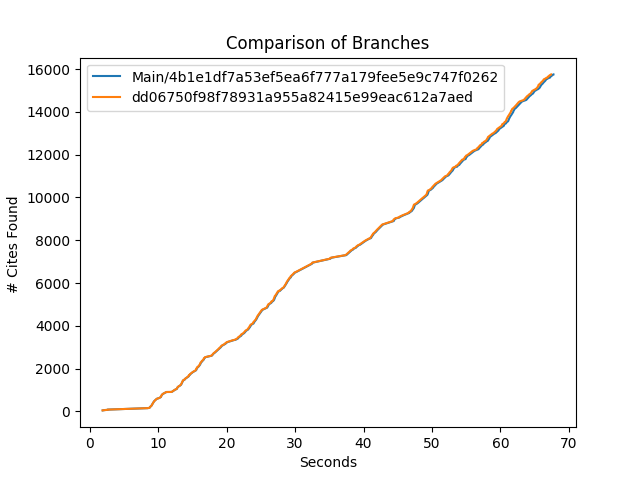 Comparison of Branches
Main/4b1e1df7a53ef5ea6f777a179fee5e9c747f0262
dd06750f98f78931a955a82415e99eac612a7aed
# Cites Found
16000
14000
12000
10000
8000
6000
4000
2000
0
0 10 20 30 40 50 60 70
Seconds